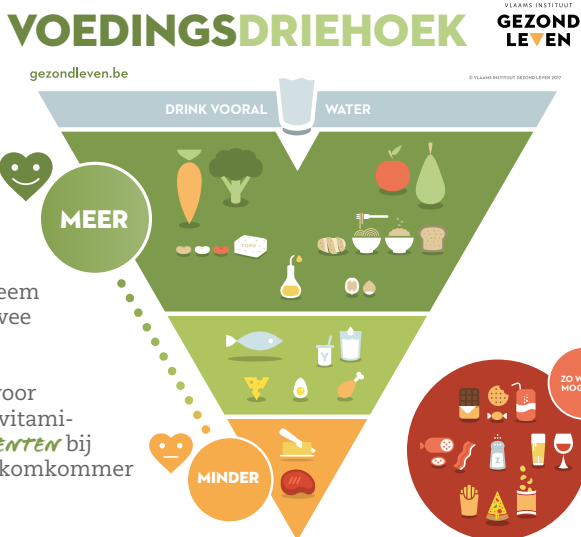 VOEDINGSDRIEHOEK
VLAAMS INSTITUUT
GEZOND
LEVEN
gezondleven.be
© VLAAMS INSTITUUT GEZOND LEVEN 2017
DRINK VOORAL WATER
MEER
TOFU
Y
eem
wee
voor
vitami-
ENTEN bij
komkommer
MINDER
ZO W
MOG
Z